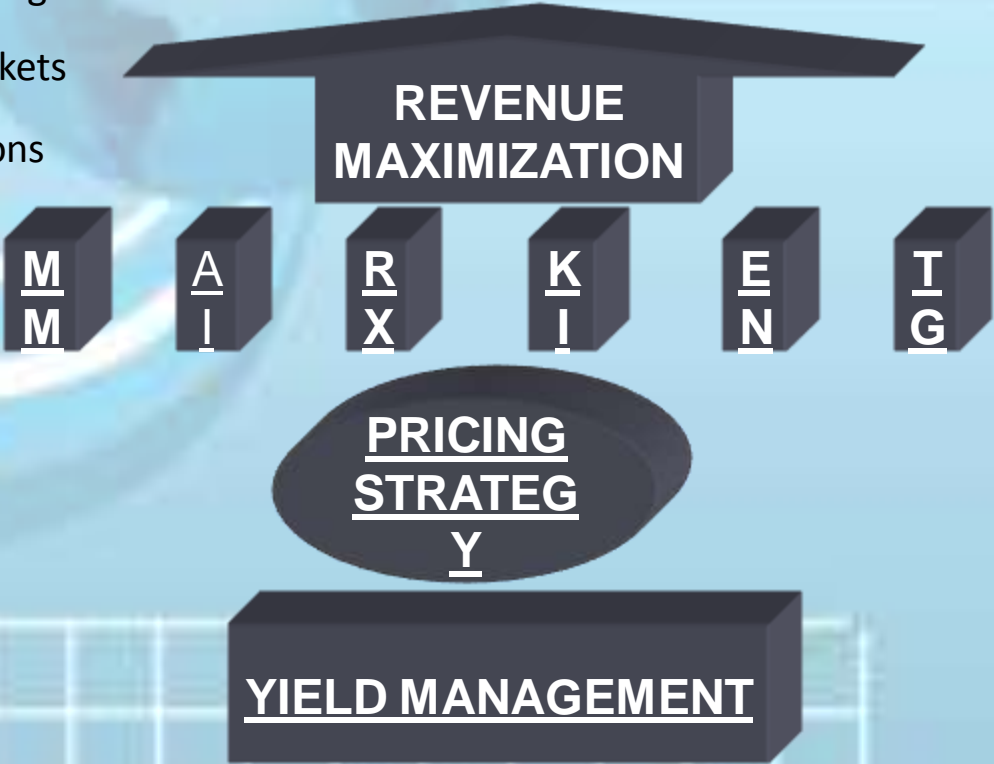 kets
ons
REVENUE
MAXIMIZATION
M A R K E T
M I X I N G
PRICING
STRATEG
Y
YIELD MANAGEMENT